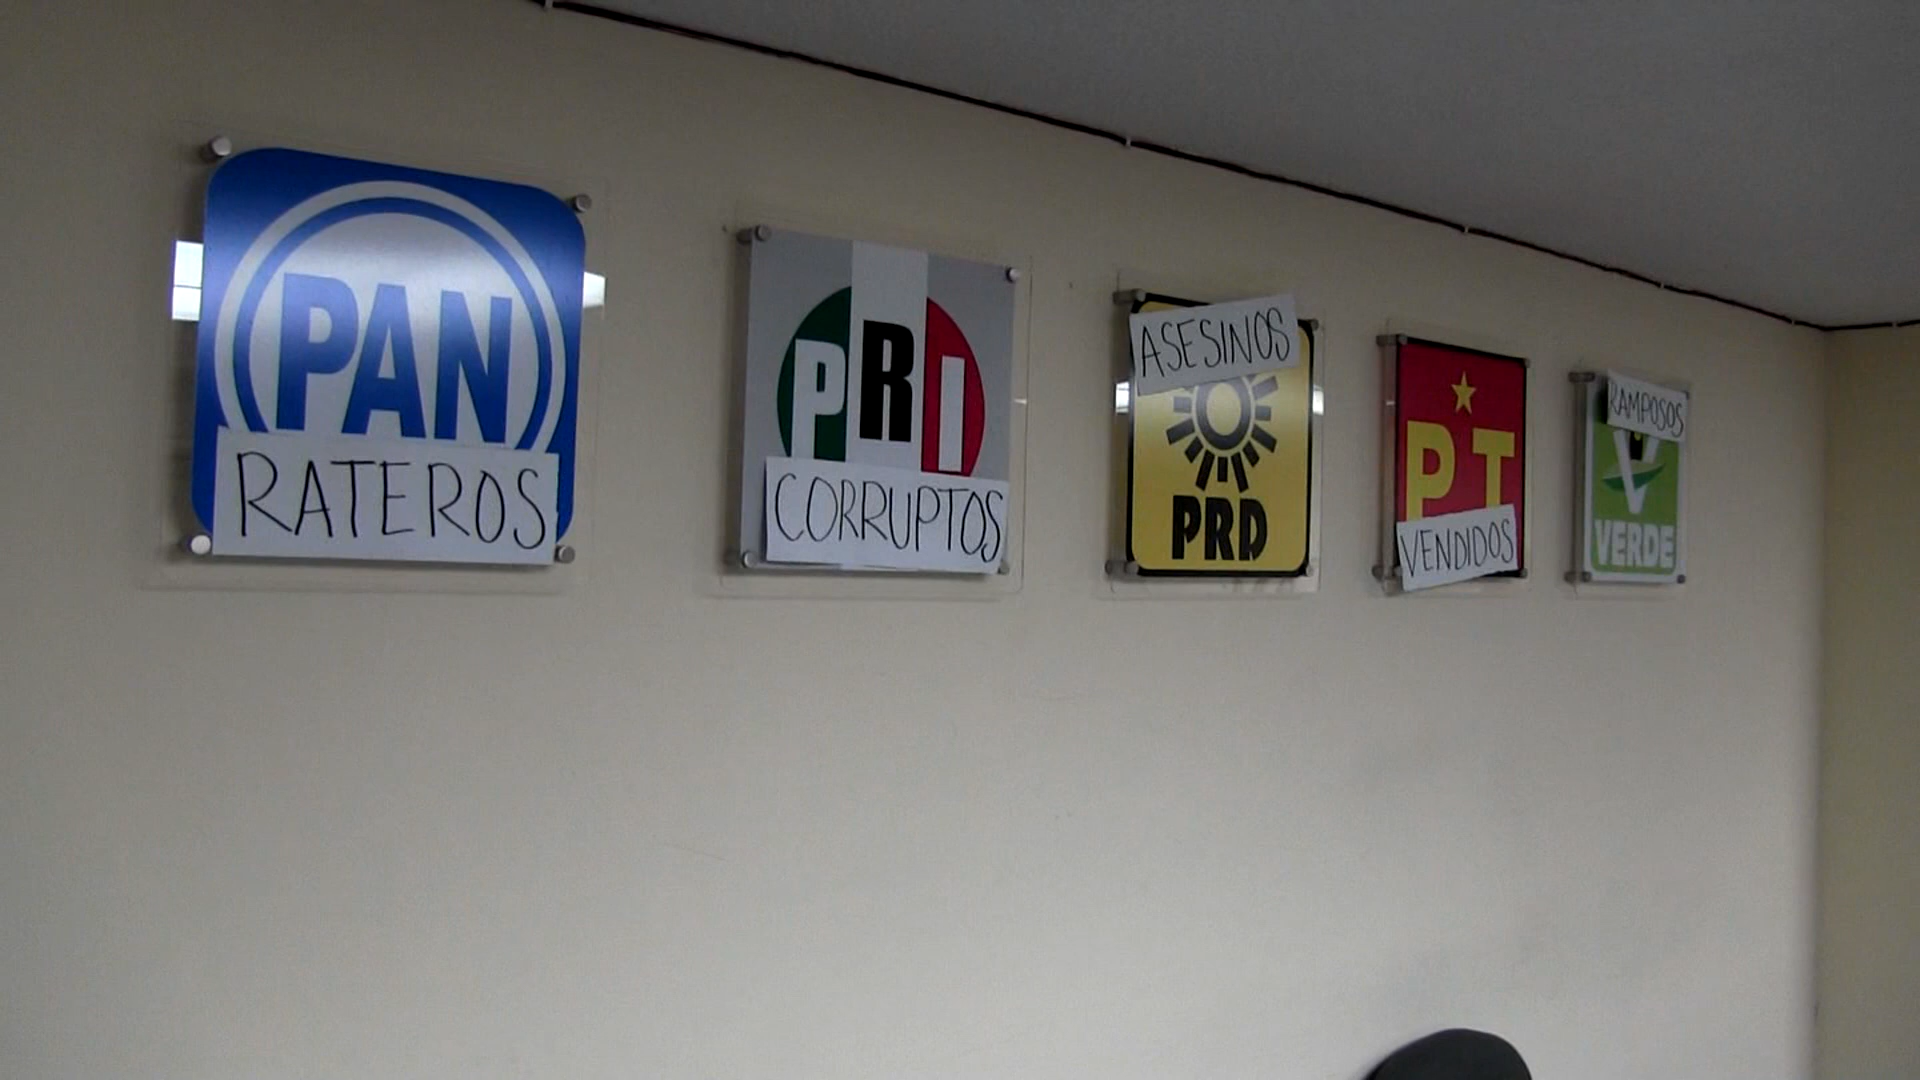 PAN
RATEROS
PRI
CORRUPTOS
ASESINOS
PRD
PT
VENDIDOS
RAMPOSOS
VERDE